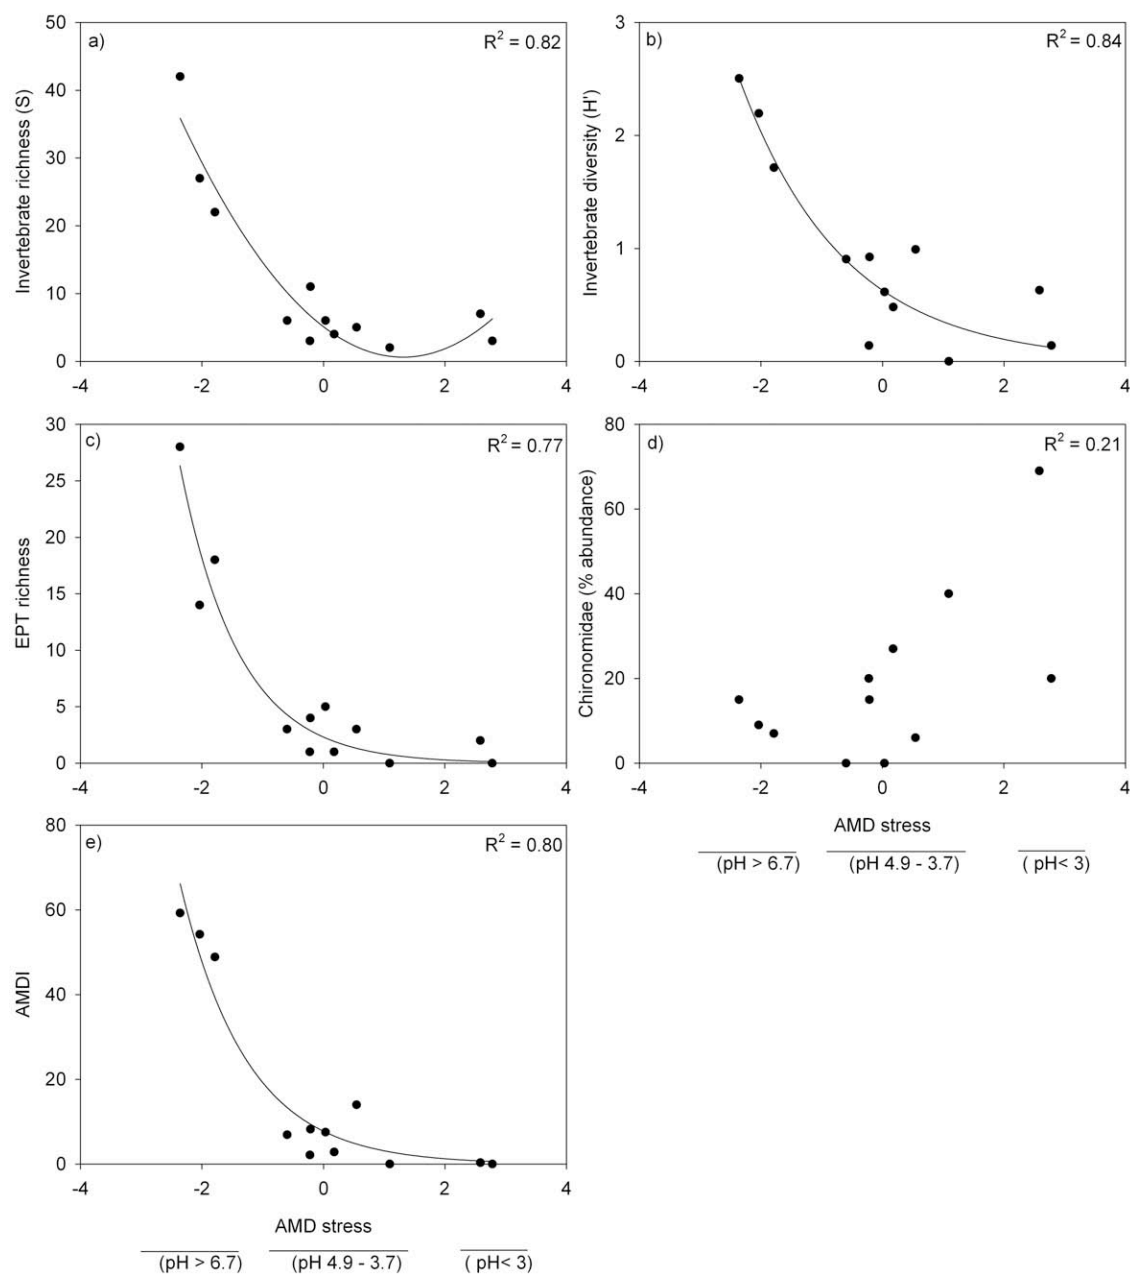 a)
R² = 0.82
50
40
30
20
10
0
Invertebrate richness (S)
-4 -2 0 2 4
b)
R² = 0.84
3
2
1
0
Invertebrate diversity (H')
-4 -2 0 2 4
c)
R² = 0.77
30
25
20
15
10
5
0
EPT richness
-4 -2 0 2 4
d)
R² = 0.21
80
60
40
20
0
Chironomidae (% abundance)
-4 -2 0 2 4
AMD stress
(pH > 6.7) (pH 4.9 - 3.7) ( pH< 3)
e)
R² = 0.80
80
60
40
20
0
AMDI
-4 -2 0 2 4
AMD stress
(pH > 6.7) (pH 4.9 - 3.7) ( pH< 3)